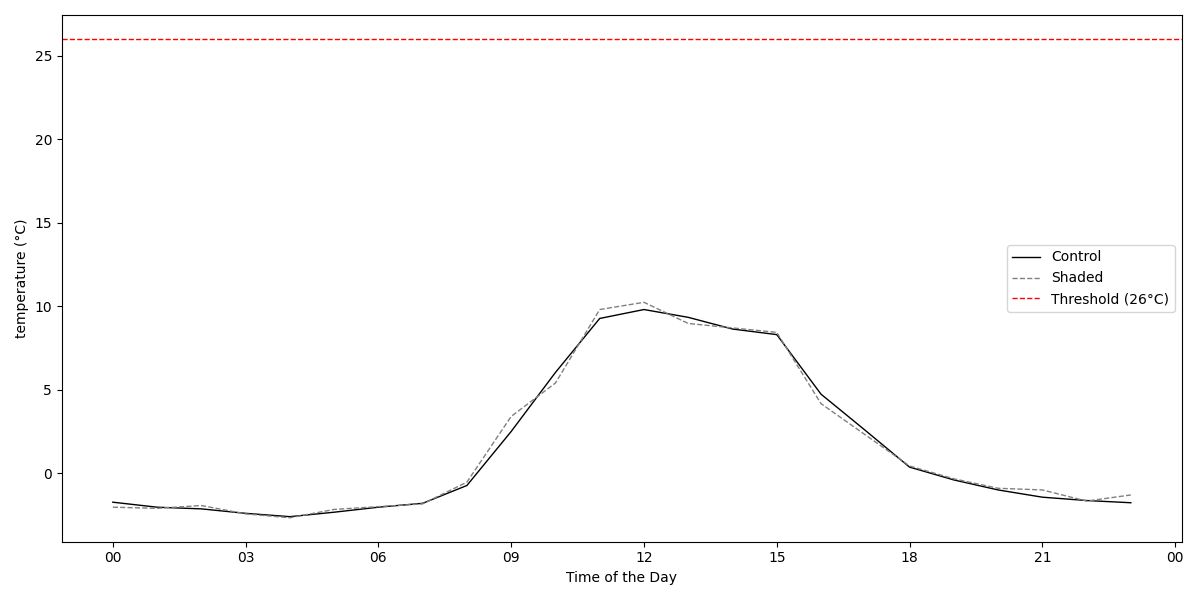 25
20
15
10
5
0
temperature (°C)
Control
Shaded
Threshold (26°C)
00 03 06 09 12 15 18 21 00
Time of the Day